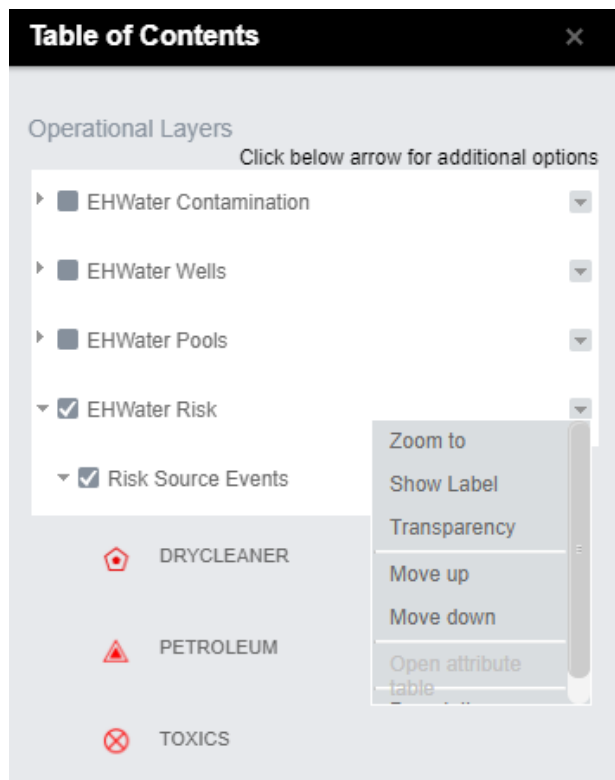 Table of Contents
Operational Layers
Click below arrow for additional options
EHWater Contamination
EHWater Wells
EHWater Pools
EHWater Risk
Zoom to
Risk Source Events
Show Label
Transparency
DRYCLEANER
Move up
Move down
PETROLEUM
Open attribute
table
TOXICS